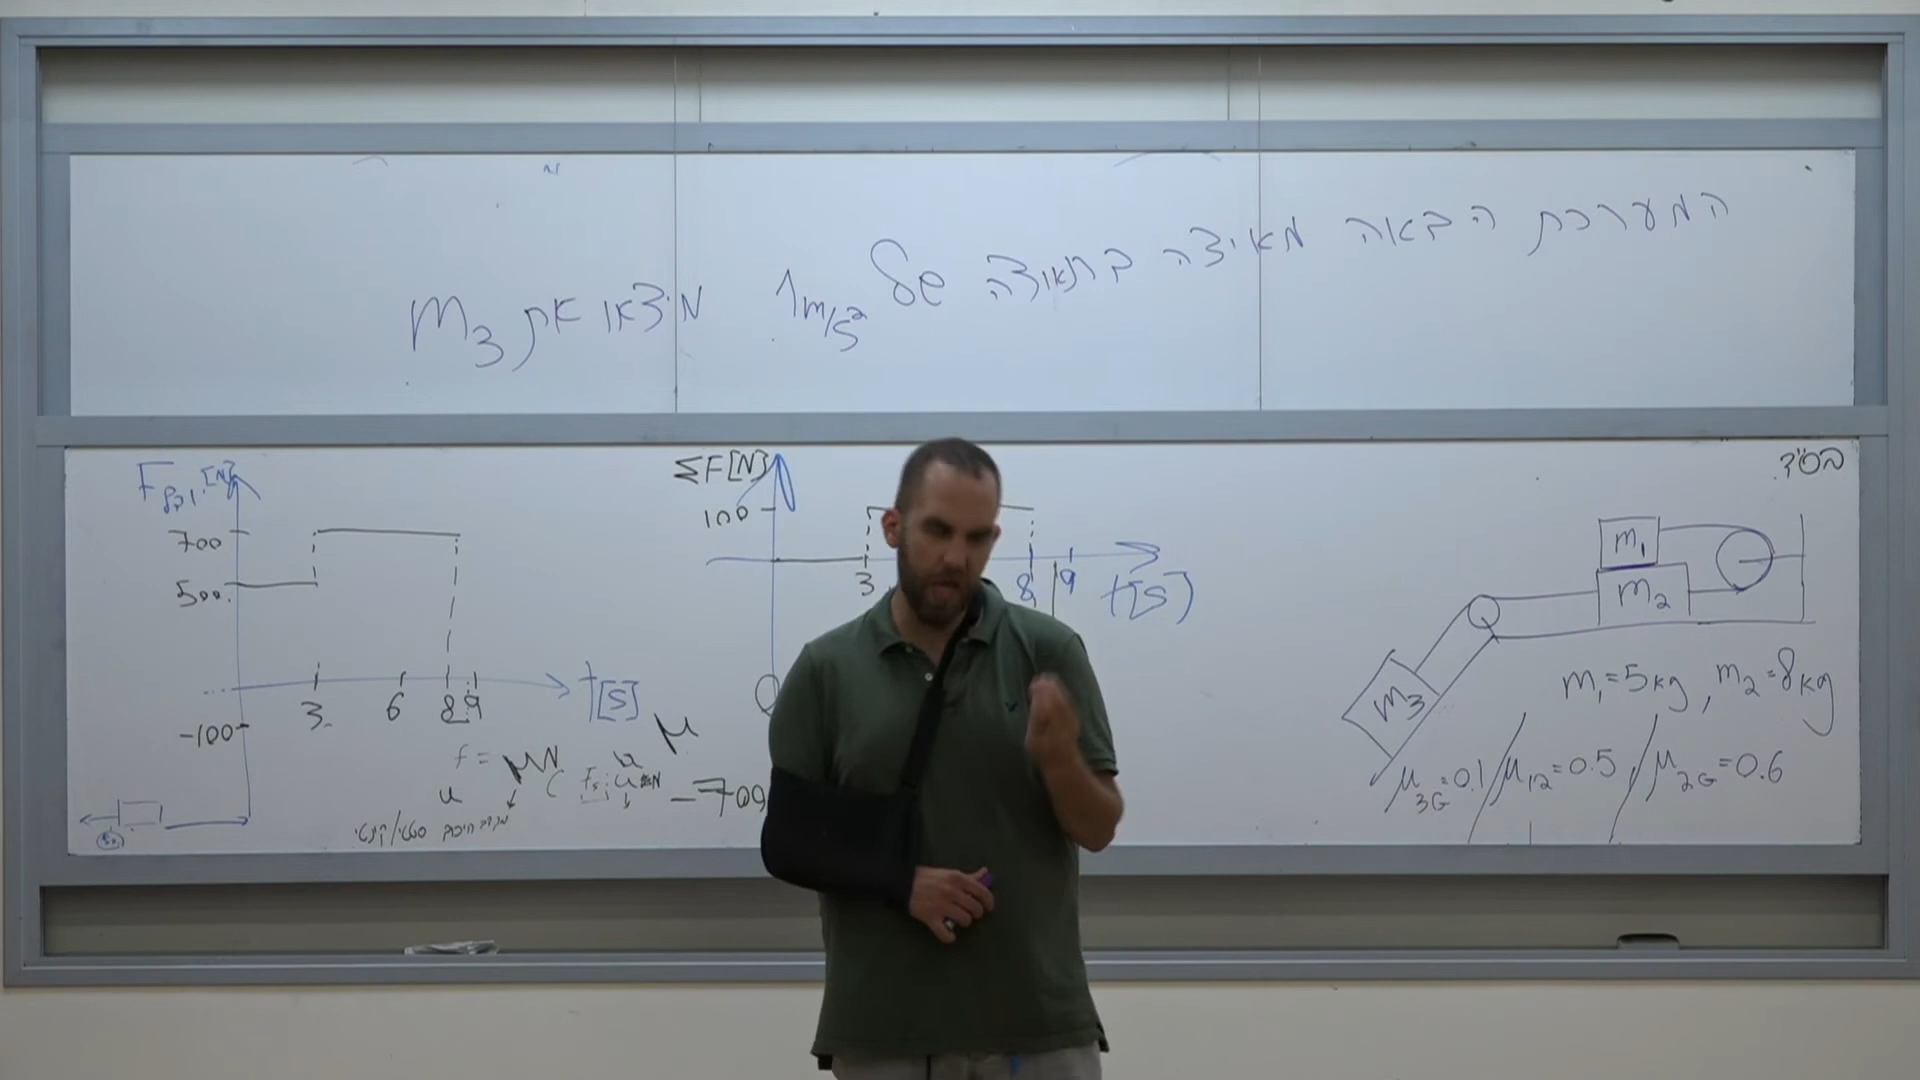 המערכת הבאה מאיצה בתאוצה של 1m/s² מיצאו את m₃
בס"ד
F [N]
700
500
-100
3
6
8
9
t[s]
f = μN
μ
ΣF[N]
100
3
8
9
t[s]
-700
m₁
m₂
m₃
m₁=5kg, m₂=8kg
μ₃G=0.1 / μ₁₂=0.5 / μ₂G=0.6